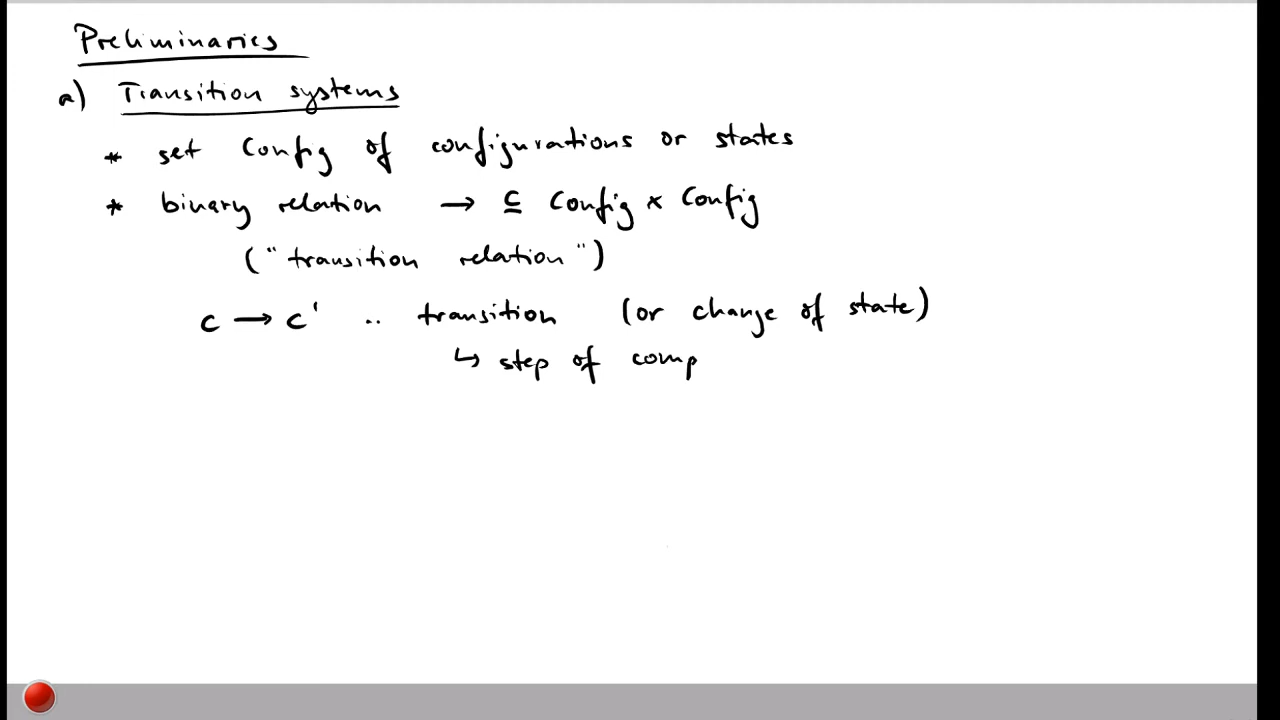 Preliminaries
a) Transition systems
* set Config of configurations or states
* binary relation → ⊆ Config × Config
("transition relation")
c → c' .. transition (or change of state)
↳ step of comp